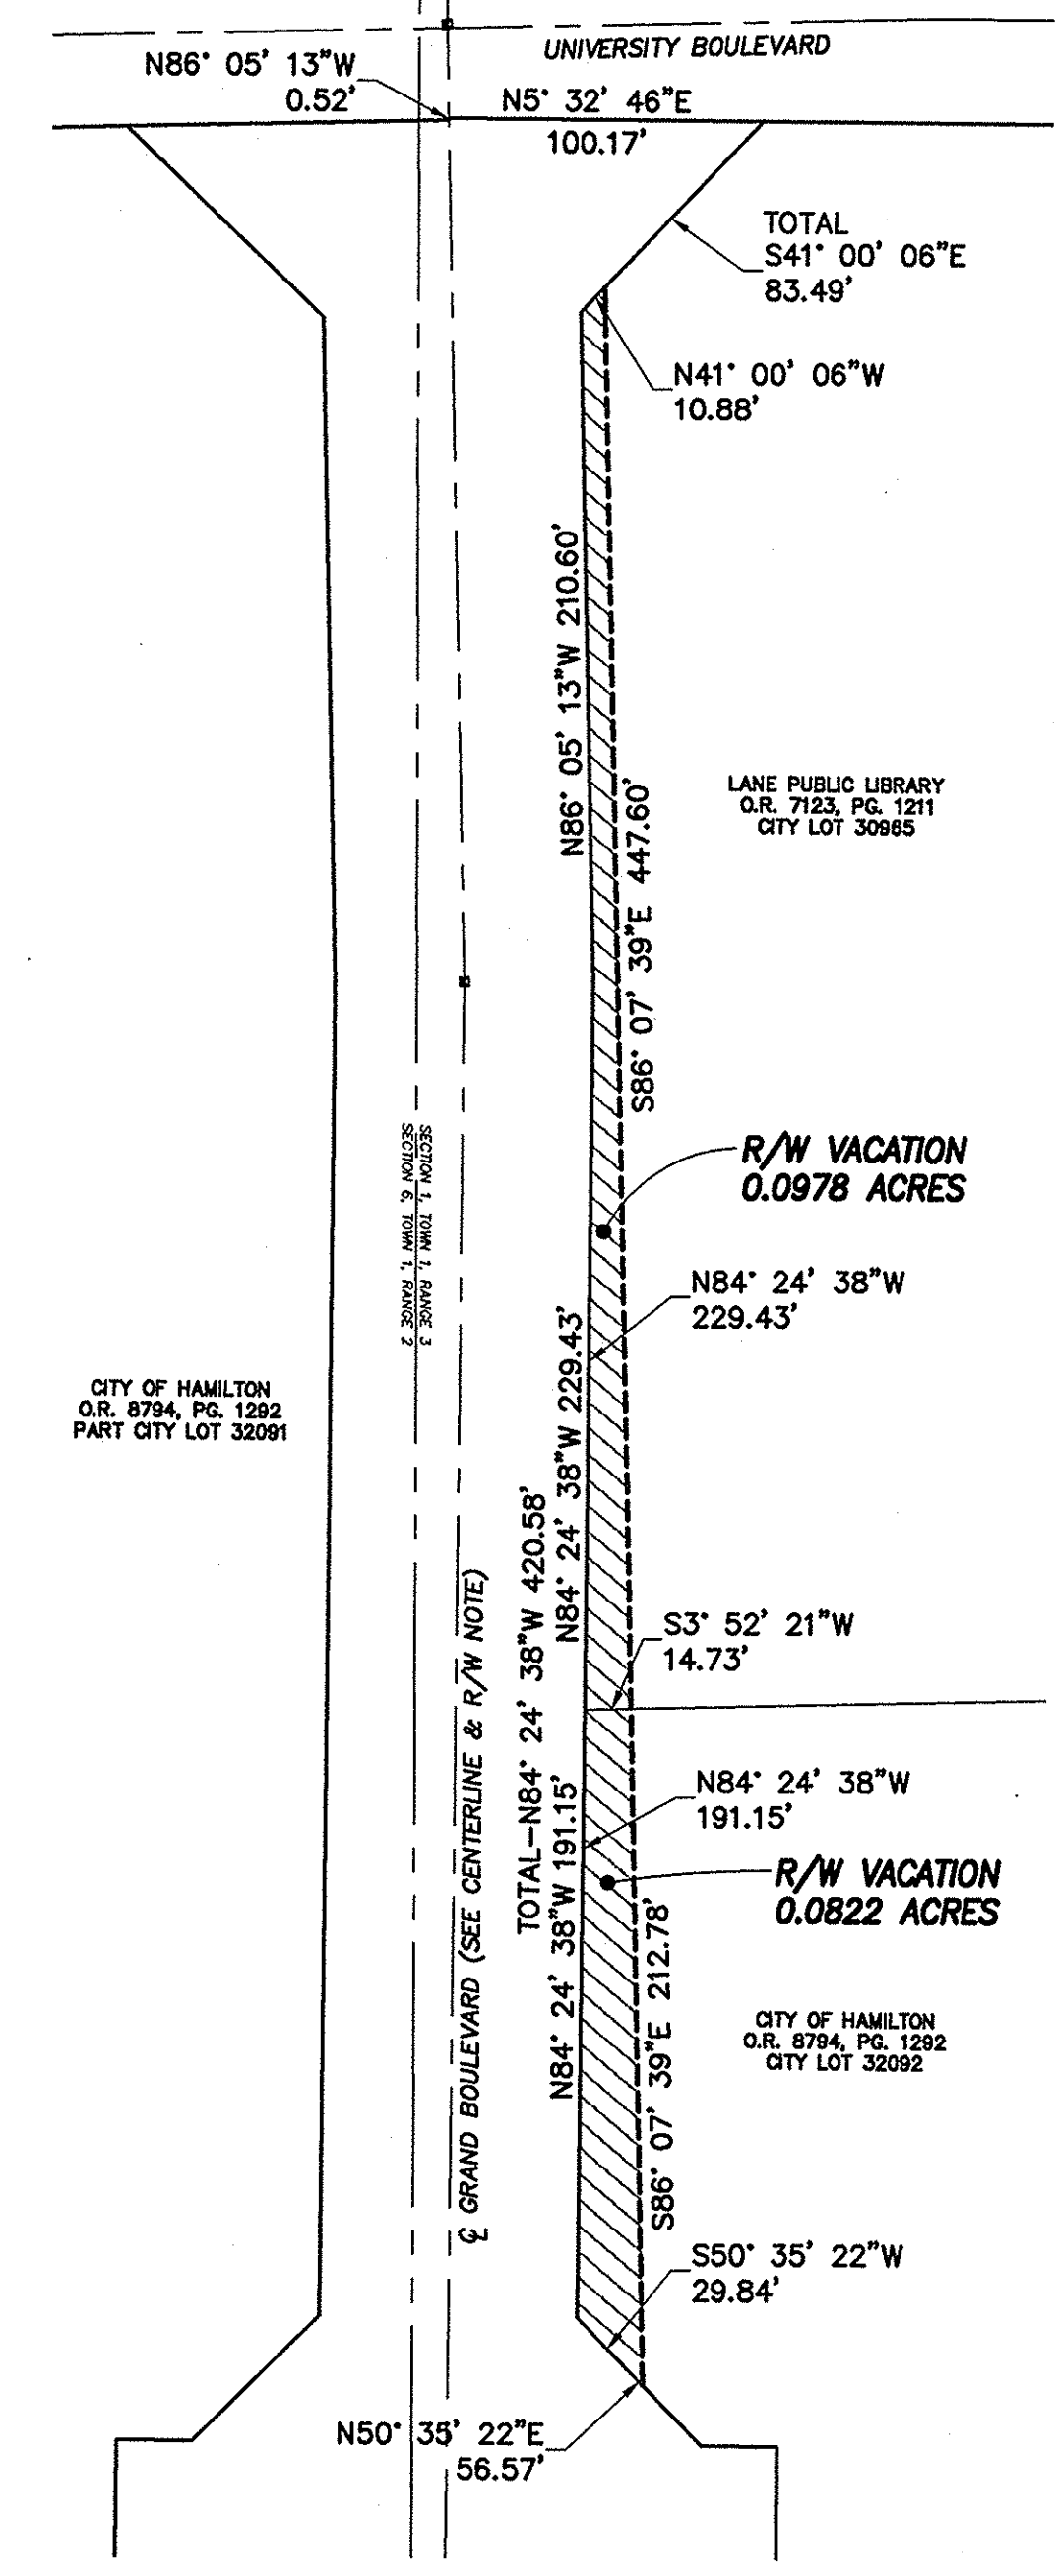 UNIVERSITY BOULEVARD
N86° 05' 13"W
0.52'
N5° 32' 46"E
100.17'
TOTAL
S41° 00' 06"E
83.49'
N41° 00' 06"W
10.88'
N86° 05' 13"W 210.60'
S86° 07' 39"E 447.60'
LANE PUBLIC LIBRARY
O.R. 7123, PG. 1211
CITY LOT 30965
SECTION 1, TOWN 1, RANGE 3
SECTION 6, TOWN 1, RANGE 2
R/W VACATION
0.0978 ACRES
N84° 24' 38"W
229.43'
N84° 24' 38"W 229.43'
CITY OF HAMILTON
O.R. 8794, PG. 1292
PART CITY LOT 32091
TOTAL-N84° 24' 38"W 420.58'
S3° 52' 21"W
14.73'
℄ GRAND BOULEVARD (SEE CENTERLINE & R/W NOTE)
N84° 24' 38"W
191.15'
N84° 24' 38"W 191.15'
R/W VACATION
0.0822 ACRES
S86° 07' 39"E 212.78'
CITY OF HAMILTON
O.R. 8794, PG. 1292
CITY LOT 32092
S50° 35' 22"W
29.84'
N50° 35' 22"E
56.57'